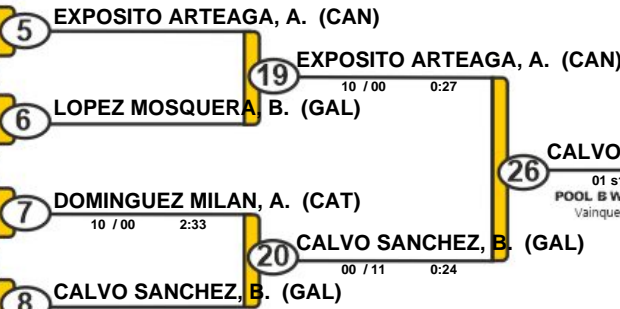 5 EXPOSITO ARTEAGA, A. (CAN)
19 EXPOSITO ARTEAGA, A. (CAN)
10 / 00 0:27
6 LOPEZ MOSQUERA, B. (GAL)
26 CALVO
01
POOL B
7 DOMINGUEZ MILAN, A. (CAT)
10 / 00 2:33
20 CALVO SANCHEZ, B. (GAL)
00 / 11 0:24
8 CALVO SANCHEZ, B. (GAL)